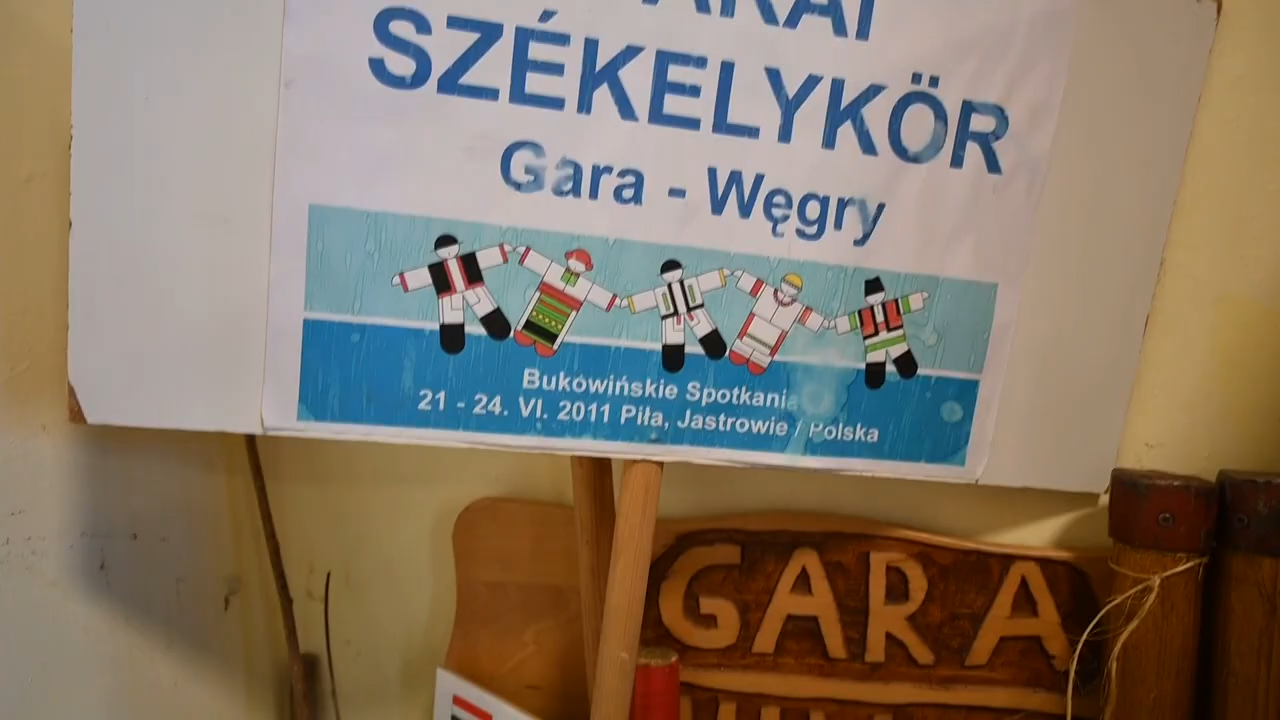 SZÉKELYKÖR
Gara - Węgry
Bukowińskie Spotkania
21 - 24. VI. 2011 Piła, Jastrowie / Polska
GARA